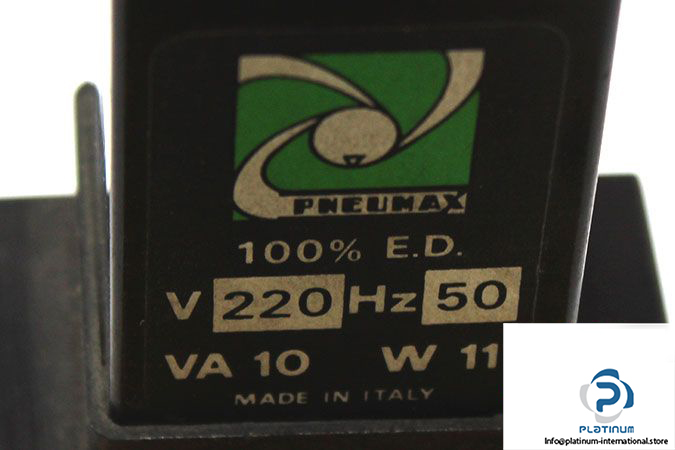 PNEUMAX
100% E.D.
V 220 Hz 50
VA 10 W 11
MADE IN ITALY
PLATINUM
Info@platinum-international.store